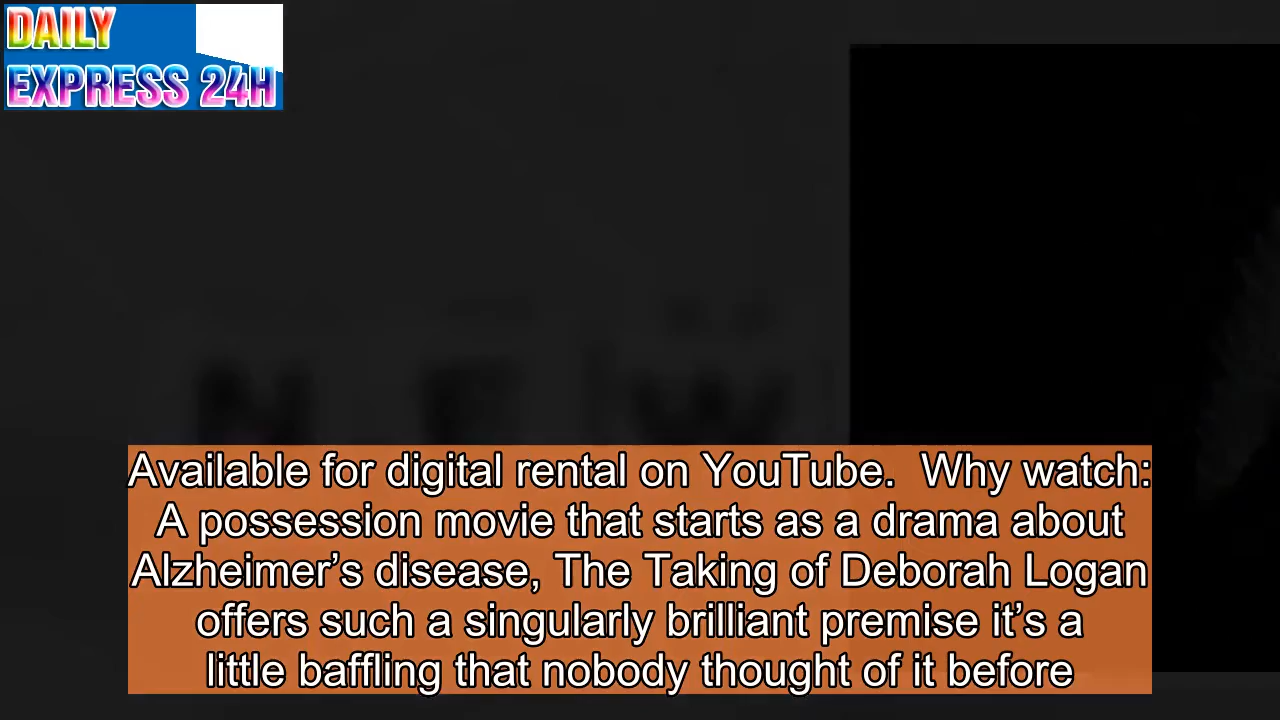 DAILY
EXPRESS 24H
NEW
Available for digital rental on YouTube.  Why watch:
A possession movie that starts as a drama about
Alzheimer’s disease, The Taking of Deborah Logan
offers such a singularly brilliant premise it’s a
little baffling that nobody thought of it before